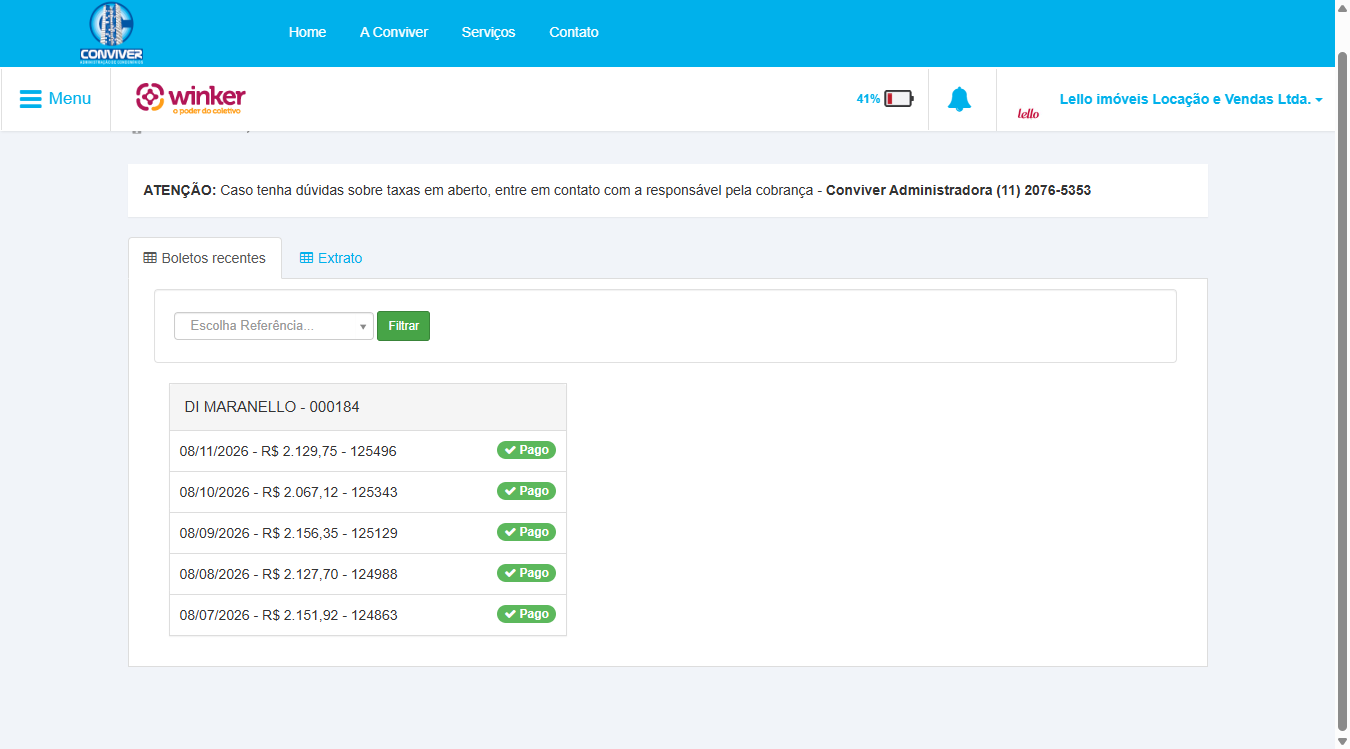 CONVIVER
Home
A Conviver
Serviços
Contato
Menu
winker
o poder do coletivo
41%
lello
Lello imóveis Locação e Vendas Ltda.
ATENÇÃO: Caso tenha dúvidas sobre taxas em aberto, entre em contato com a responsável pela cobrança - Conviver Administradora (11) 2076-5353
Boletos recentes
Extrato
Escolha Referência...
Filtrar
DI MARANELLO - 000184
08/11/2026 - R$ 2.129,75 - 125496 Pago
08/10/2026 - R$ 2.067,12 - 125343 Pago
08/09/2026 - R$ 2.156,35 - 125129 Pago
08/08/2026 - R$ 2.127,70 - 124988 Pago
08/07/2026 - R$ 2.151,92 - 124863 Pago